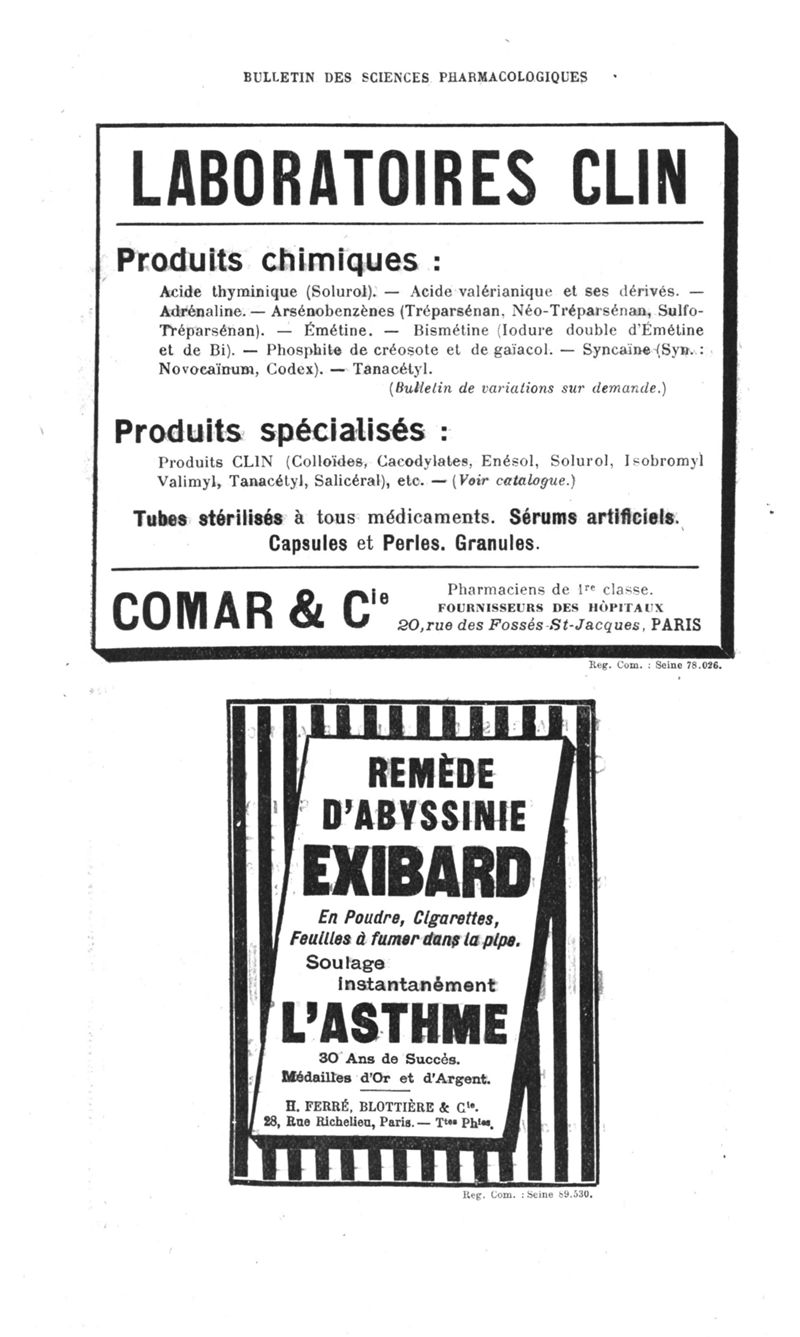 BULLETIN DES SCIENCES PHARMACOLOGIQUES
LABORATOIRES CLIN
Produits chimiques :
Acide thyminique (Solurol). — Acide valérianique et ses dérivés. —
Adrénaline. — Arsénobenzènes (Tréparsénan, Néo-Tréparsénan, Sulfo-
Tréparsénan). — Émétine. — Bismétine (Iodure double d'Émétine
et de Bi). — Phosphite de créosote et de gaïacol. — Syncaïne (Syn. :
Novocaïnum, Codex). — Tanacétyl.
(Bulletin de variations sur demande.)
Produits spécialisés :
Produits CLIN (Colloïdes, Cacodylates, Enésol, Solurol, Isobromyl
Valimyl, Tanacétyl, Salicéral), etc. — (Voir catalogue.)
Tubes stérilisés à tous médicaments. Sérums artificiels.
Capsules et Perles. Granules.
COMAR & Cie
Pharmaciens de 1re classe.
FOURNISSEURS DES HÔPITAUX
20, rue des Fossés-St-Jacques, PARIS
Reg. Com. : Seine 78.026.
REMÈDE
D'ABYSSINIE
EXIBARD
En Poudre, Cigarettes,
Feuilles à fumer dans la pipe.
Soulage
instantanément
L'ASTHME
30 Ans de Succès.
Médailles d'Or et d'Argent.
H. FERRÉ, BLOTTIÈRE & Cie.
28, Rue Richelieu, Paris. — Ttes Phies.
Reg. Com. : Seine 89.530.